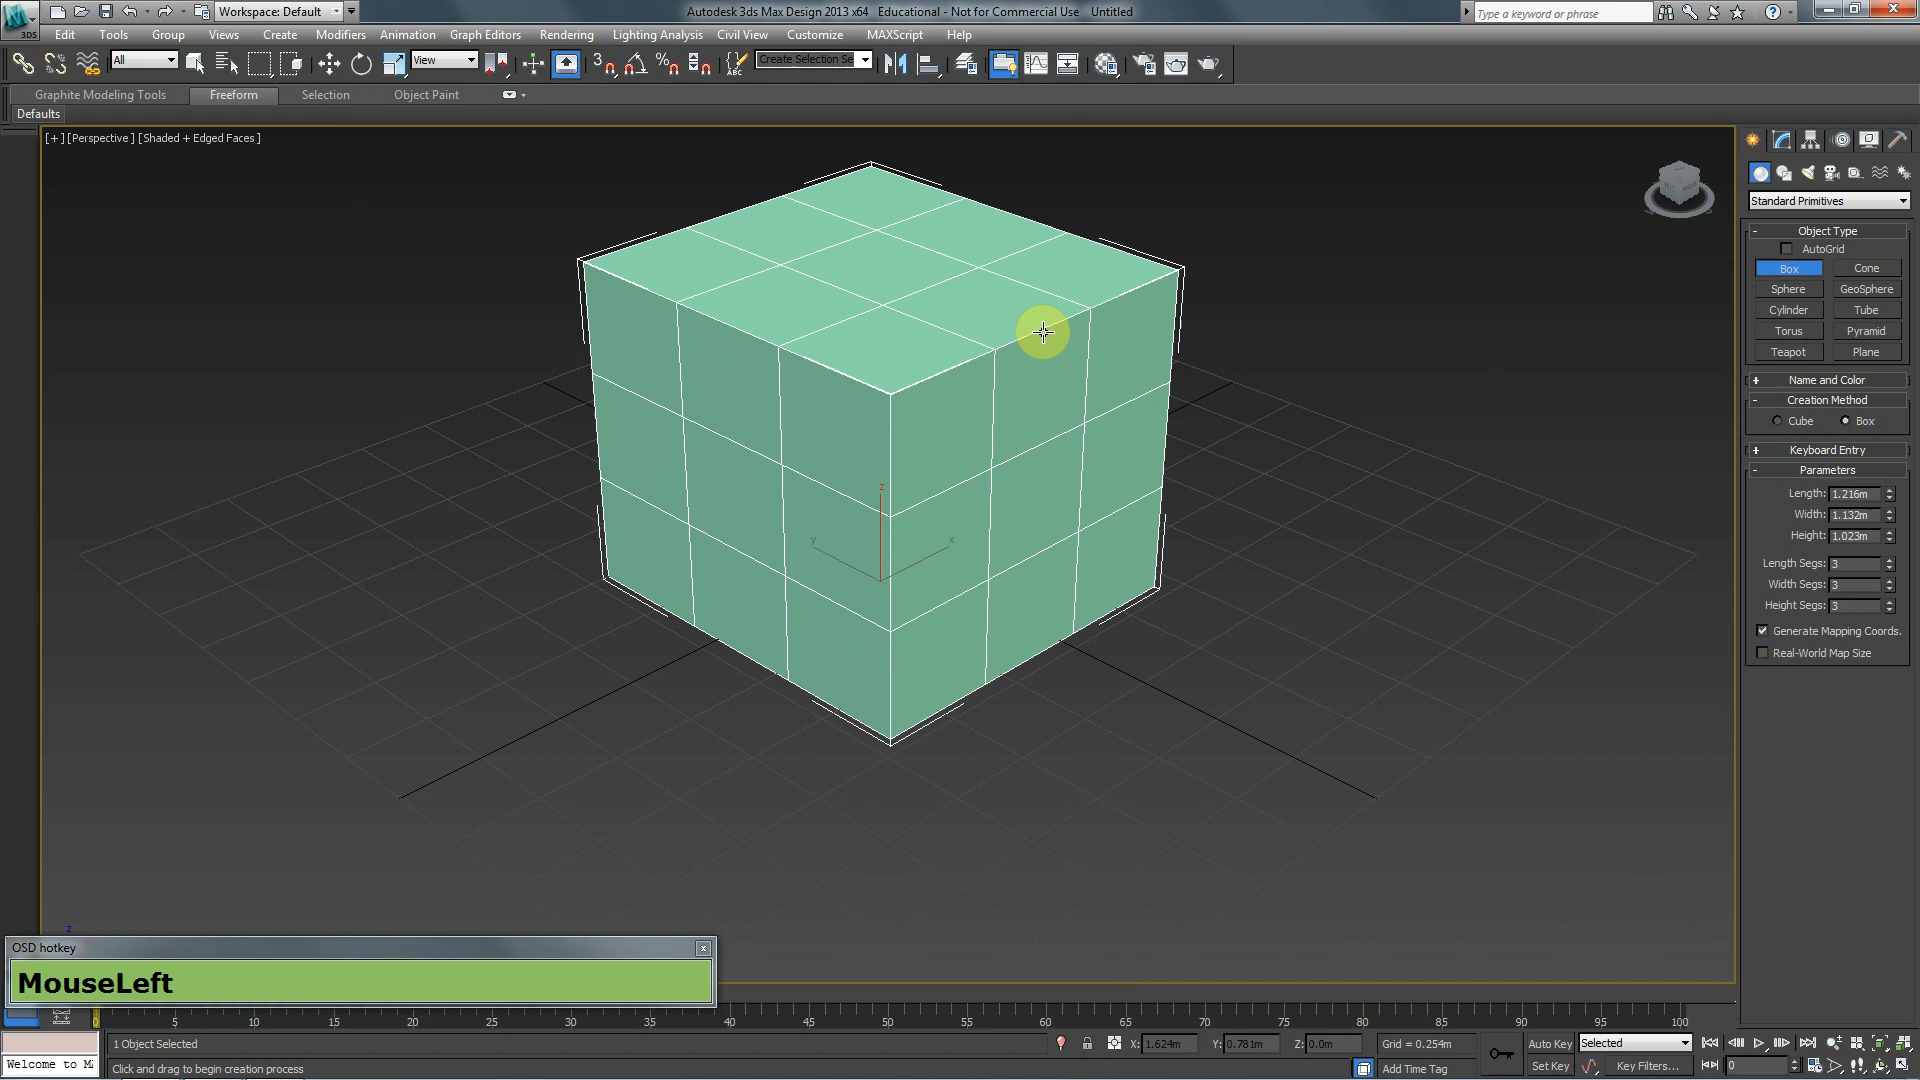 Workspace: Default
Autodesk 3ds Max Design 2013 x64   Educational - Not for Commercial Use   Untitled
Type a keyword or phrase
3DS
Edit Tools Group Views Create Modifiers Animation Graph Editors Rendering Lighting Analysis Civil View Customize MAXScript Help
All
View
3
ABC
Create Selection Se
Graphite Modeling Tools Freeform Selection Object Paint
Defaults
[+] [Perspective] [Shaded + Edged Faces]
Standard Primitives
- Object Type
AutoGrid
Box Cone
Sphere GeoSphere
Cylinder Tube
Torus Pyramid
Teapot Plane
+ Name and Color
- Creation Method
Cube Box
+ Keyboard Entry
- Parameters
Length: 1.216m
Width: 1.132m
Height: 1.023m
Length Segs: 3
Width Segs: 3
Height Segs: 3
Generate Mapping Coords.
Real-World Map Size
z
y
x
z
OSD hotkey
MouseLeft
0 5 10 15 20 25 30 35 40 45 50 55 60 65 70 75 80 85 90 95 100
1 Object Selected
X: 1.624m Y: 0.781m Z: 0.0m Grid = 0.254m
Auto Key Selected
Welcome to M
Click and drag to begin creation process
Add Time Tag
Set Key Key Filters... 0